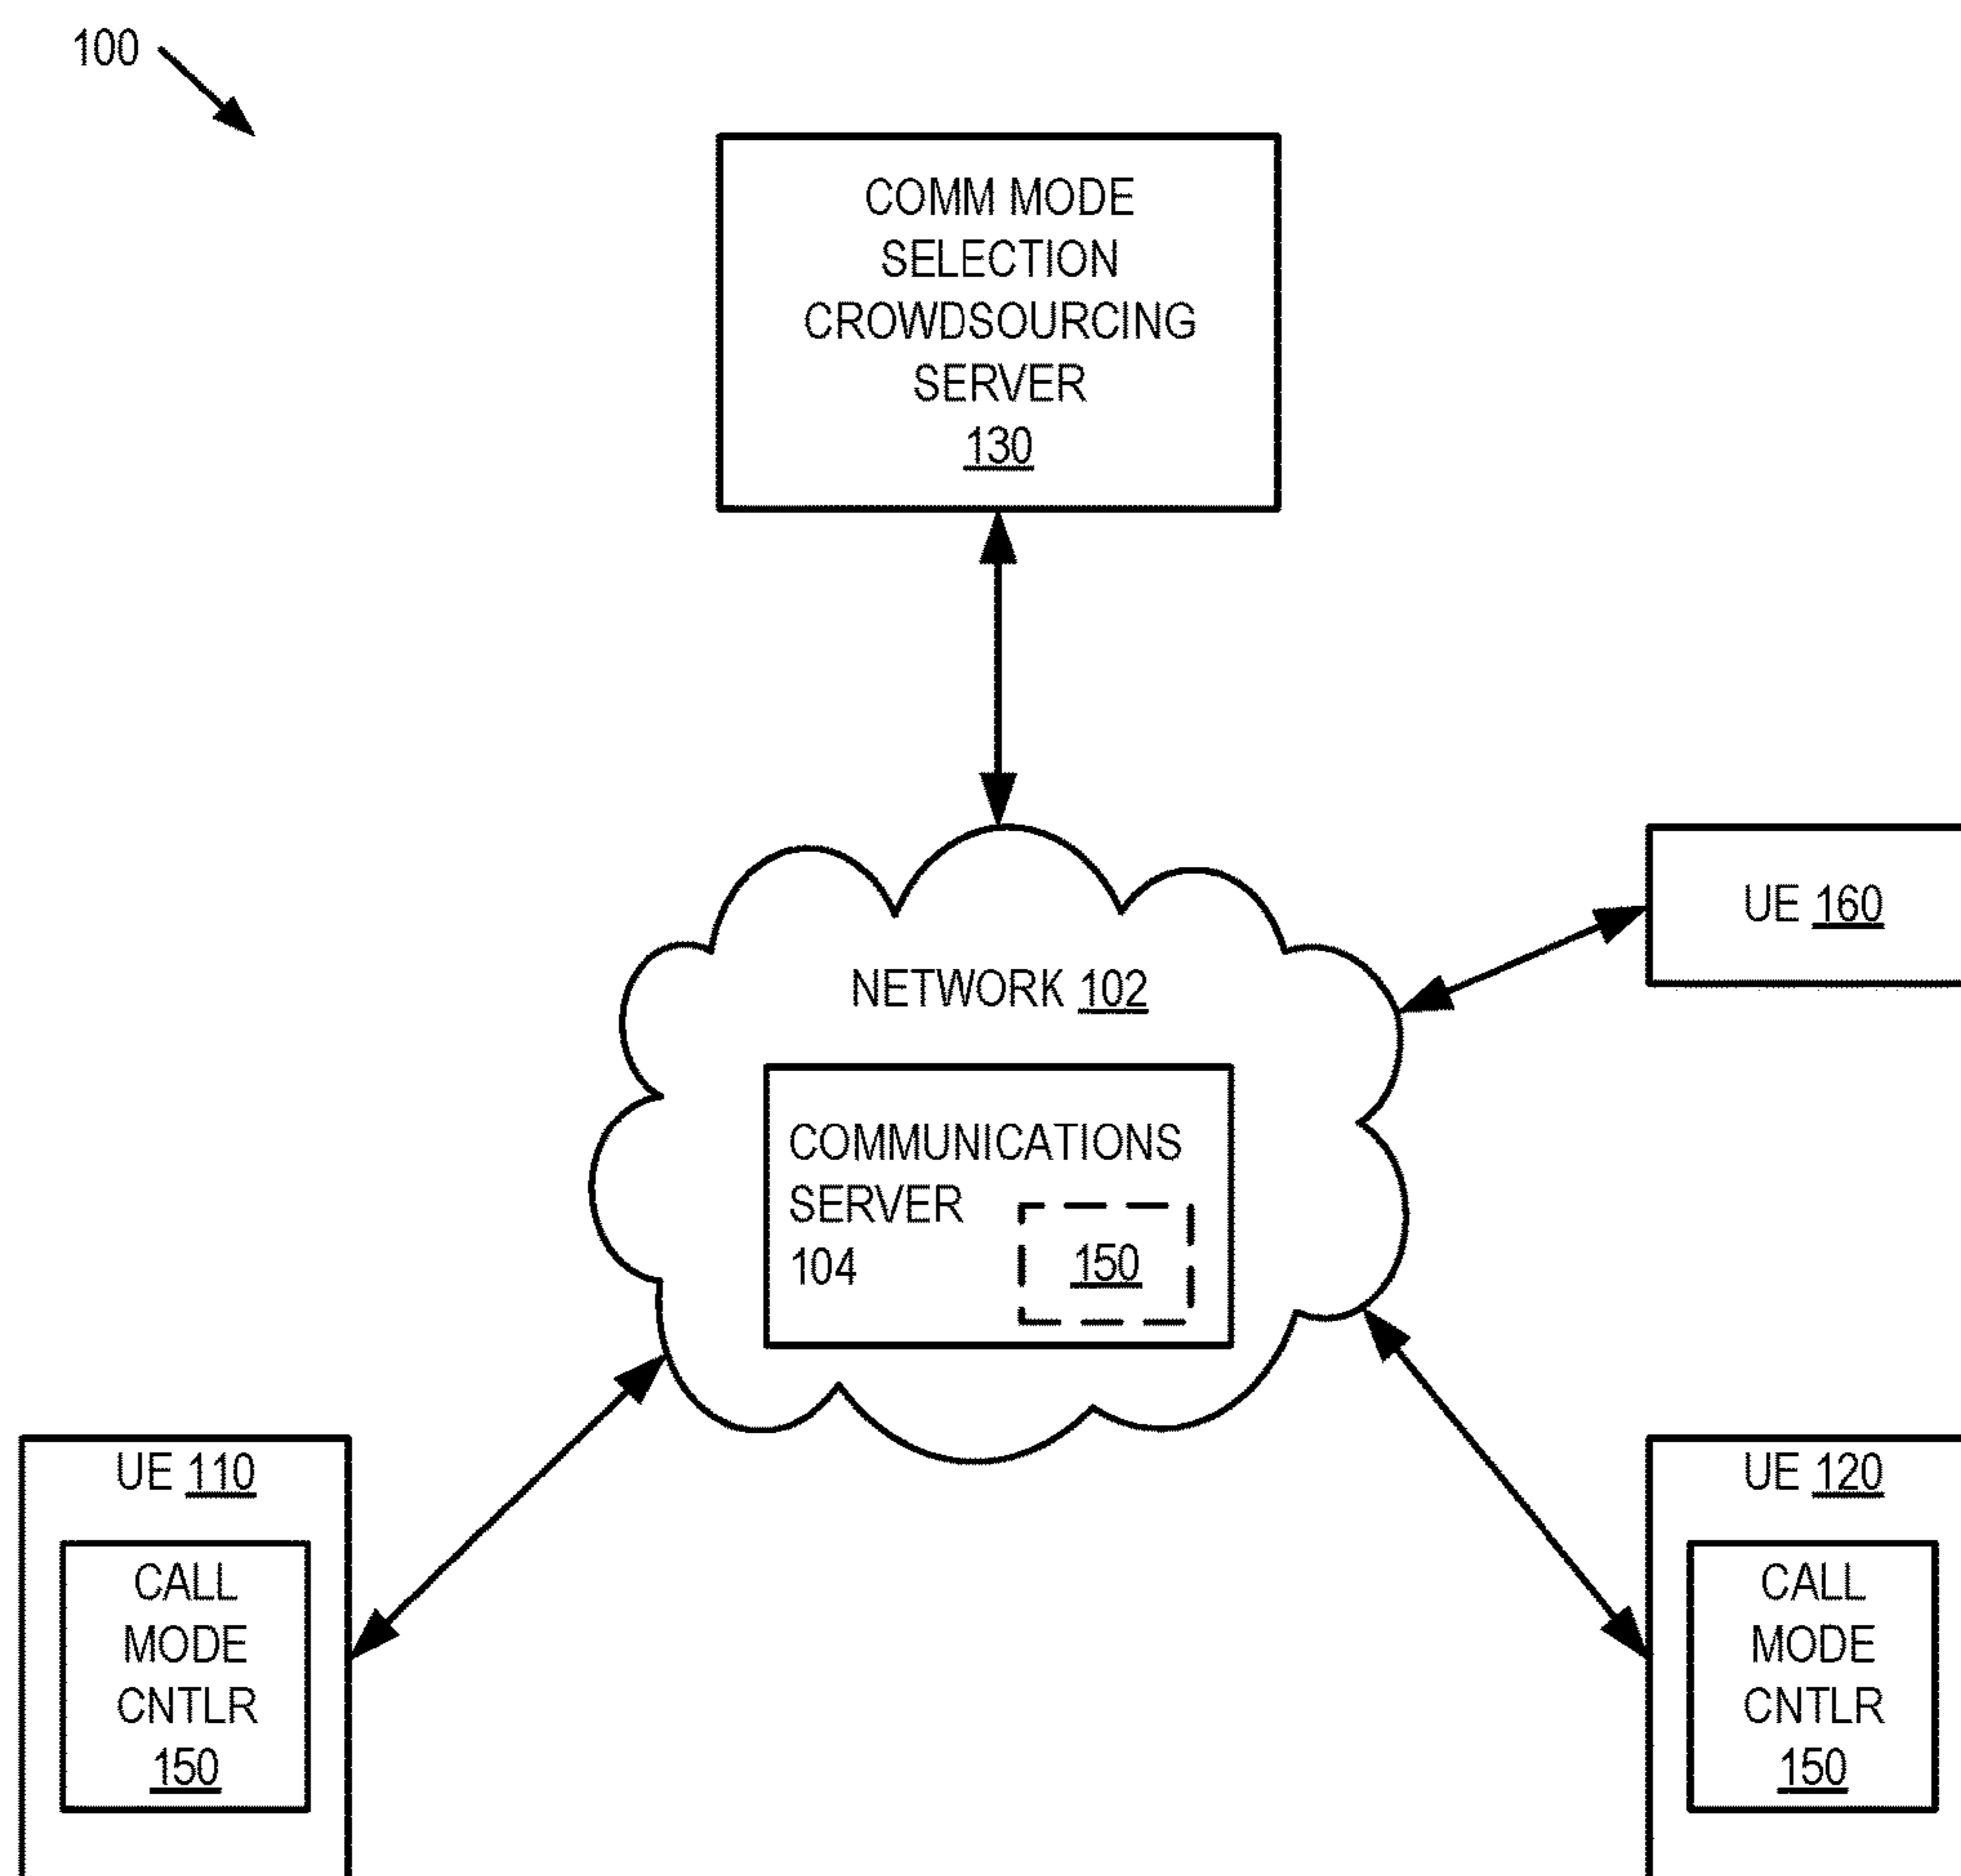 100
COMM MODE
SELECTION
CROWDSOURCING
SERVER
130
UE 160
NETWORK 102
COMMUNICATIONS
SERVER
104
150
UE 110
CALL
MODE
CNTLR
150
UE 120
CALL
MODE
CNTLR
150